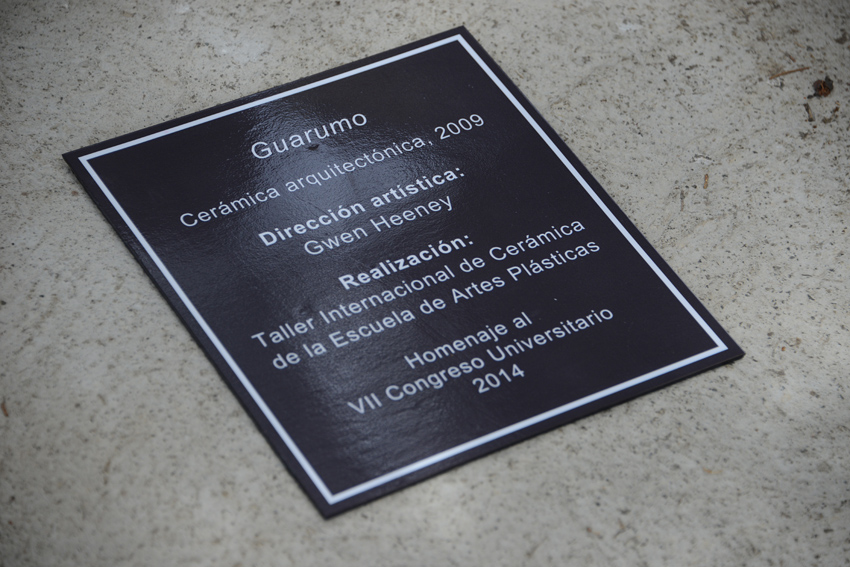 Guarumo
Cerámica arquitectónica, 2009
Dirección artística:
Gwen Heeney
Realización:
Taller Internacional de Cerámica
de la Escuela de Artes Plásticas
Homenaje al
VII Congreso Universitario
2014